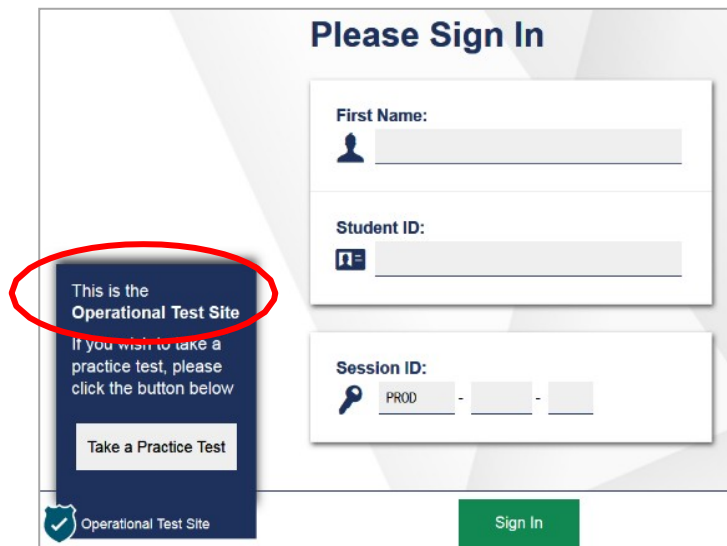 Please Sign In
First Name:
Student ID:
This is the
Operational Test Site
If you wish to take a
practice test, please
click the button below
Take a Practice Test
Session ID:
PROD - -
Operational Test Site
Sign In